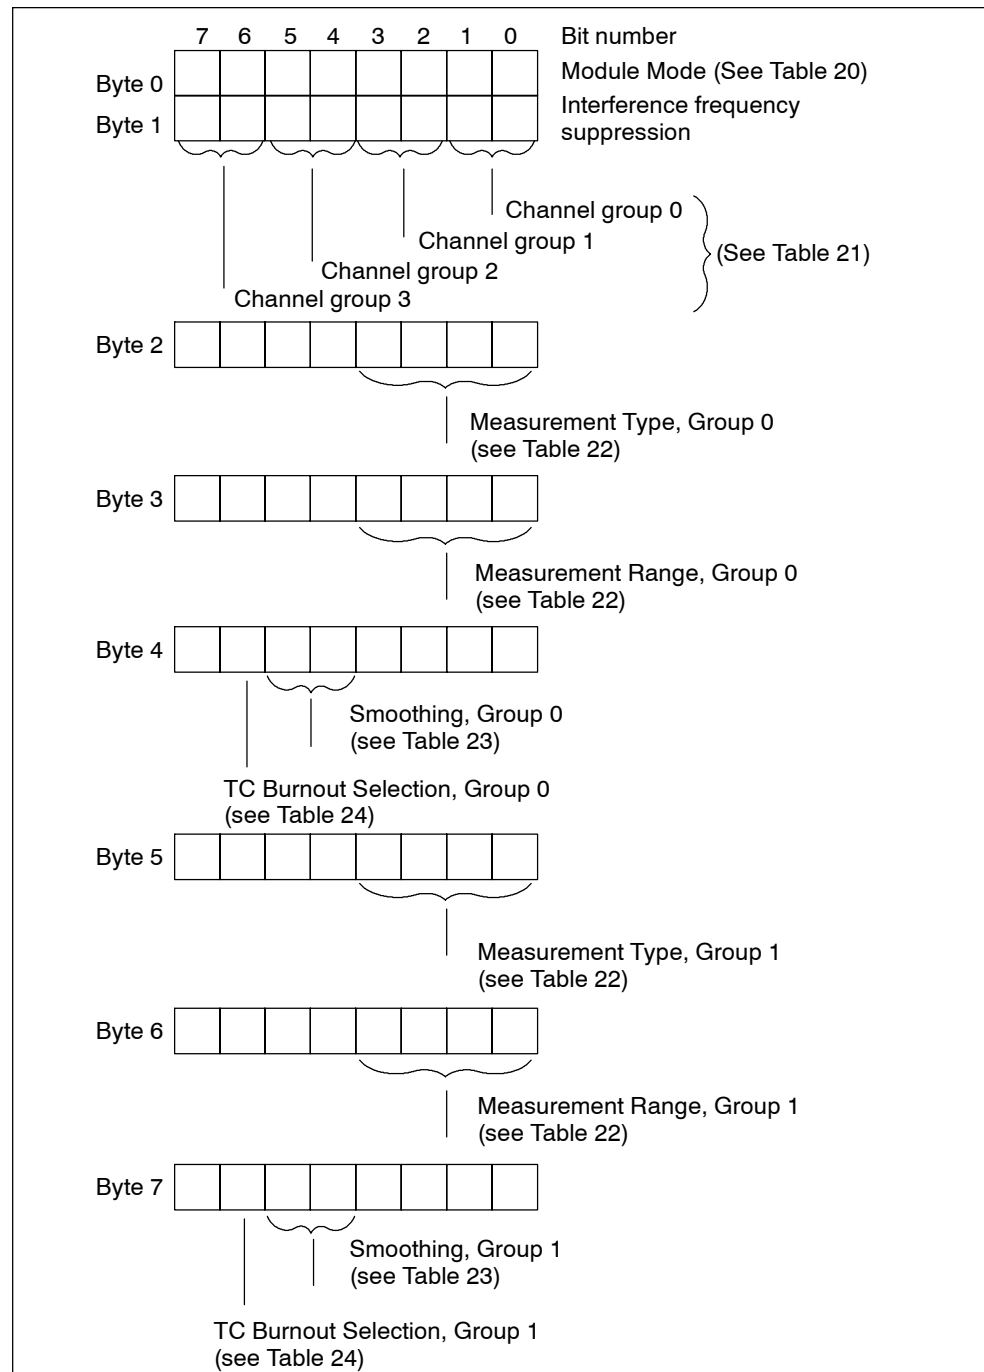 7 6 5 4 3 2 1 0 Bit number
Byte 0 Module Mode (See Table 20)
Byte 1 Interference frequency
suppression
Channel group 0
Channel group 1
(See Table 21)
Channel group 2
Channel group 3
Byte 2
Measurement Type, Group 0
(see Table 22)
Byte 3
Measurement Range, Group 0
(see Table 22)
Byte 4
Smoothing, Group 0
(see Table 23)
TC Burnout Selection, Group 0
(see Table 24)
Byte 5
Measurement Type, Group 1
(see Table 22)
Byte 6
Measurement Range, Group 1
(see Table 22)
Byte 7
Smoothing, Group 1
(see Table 23)
TC Burnout Selection, Group 1
(see Table 24)